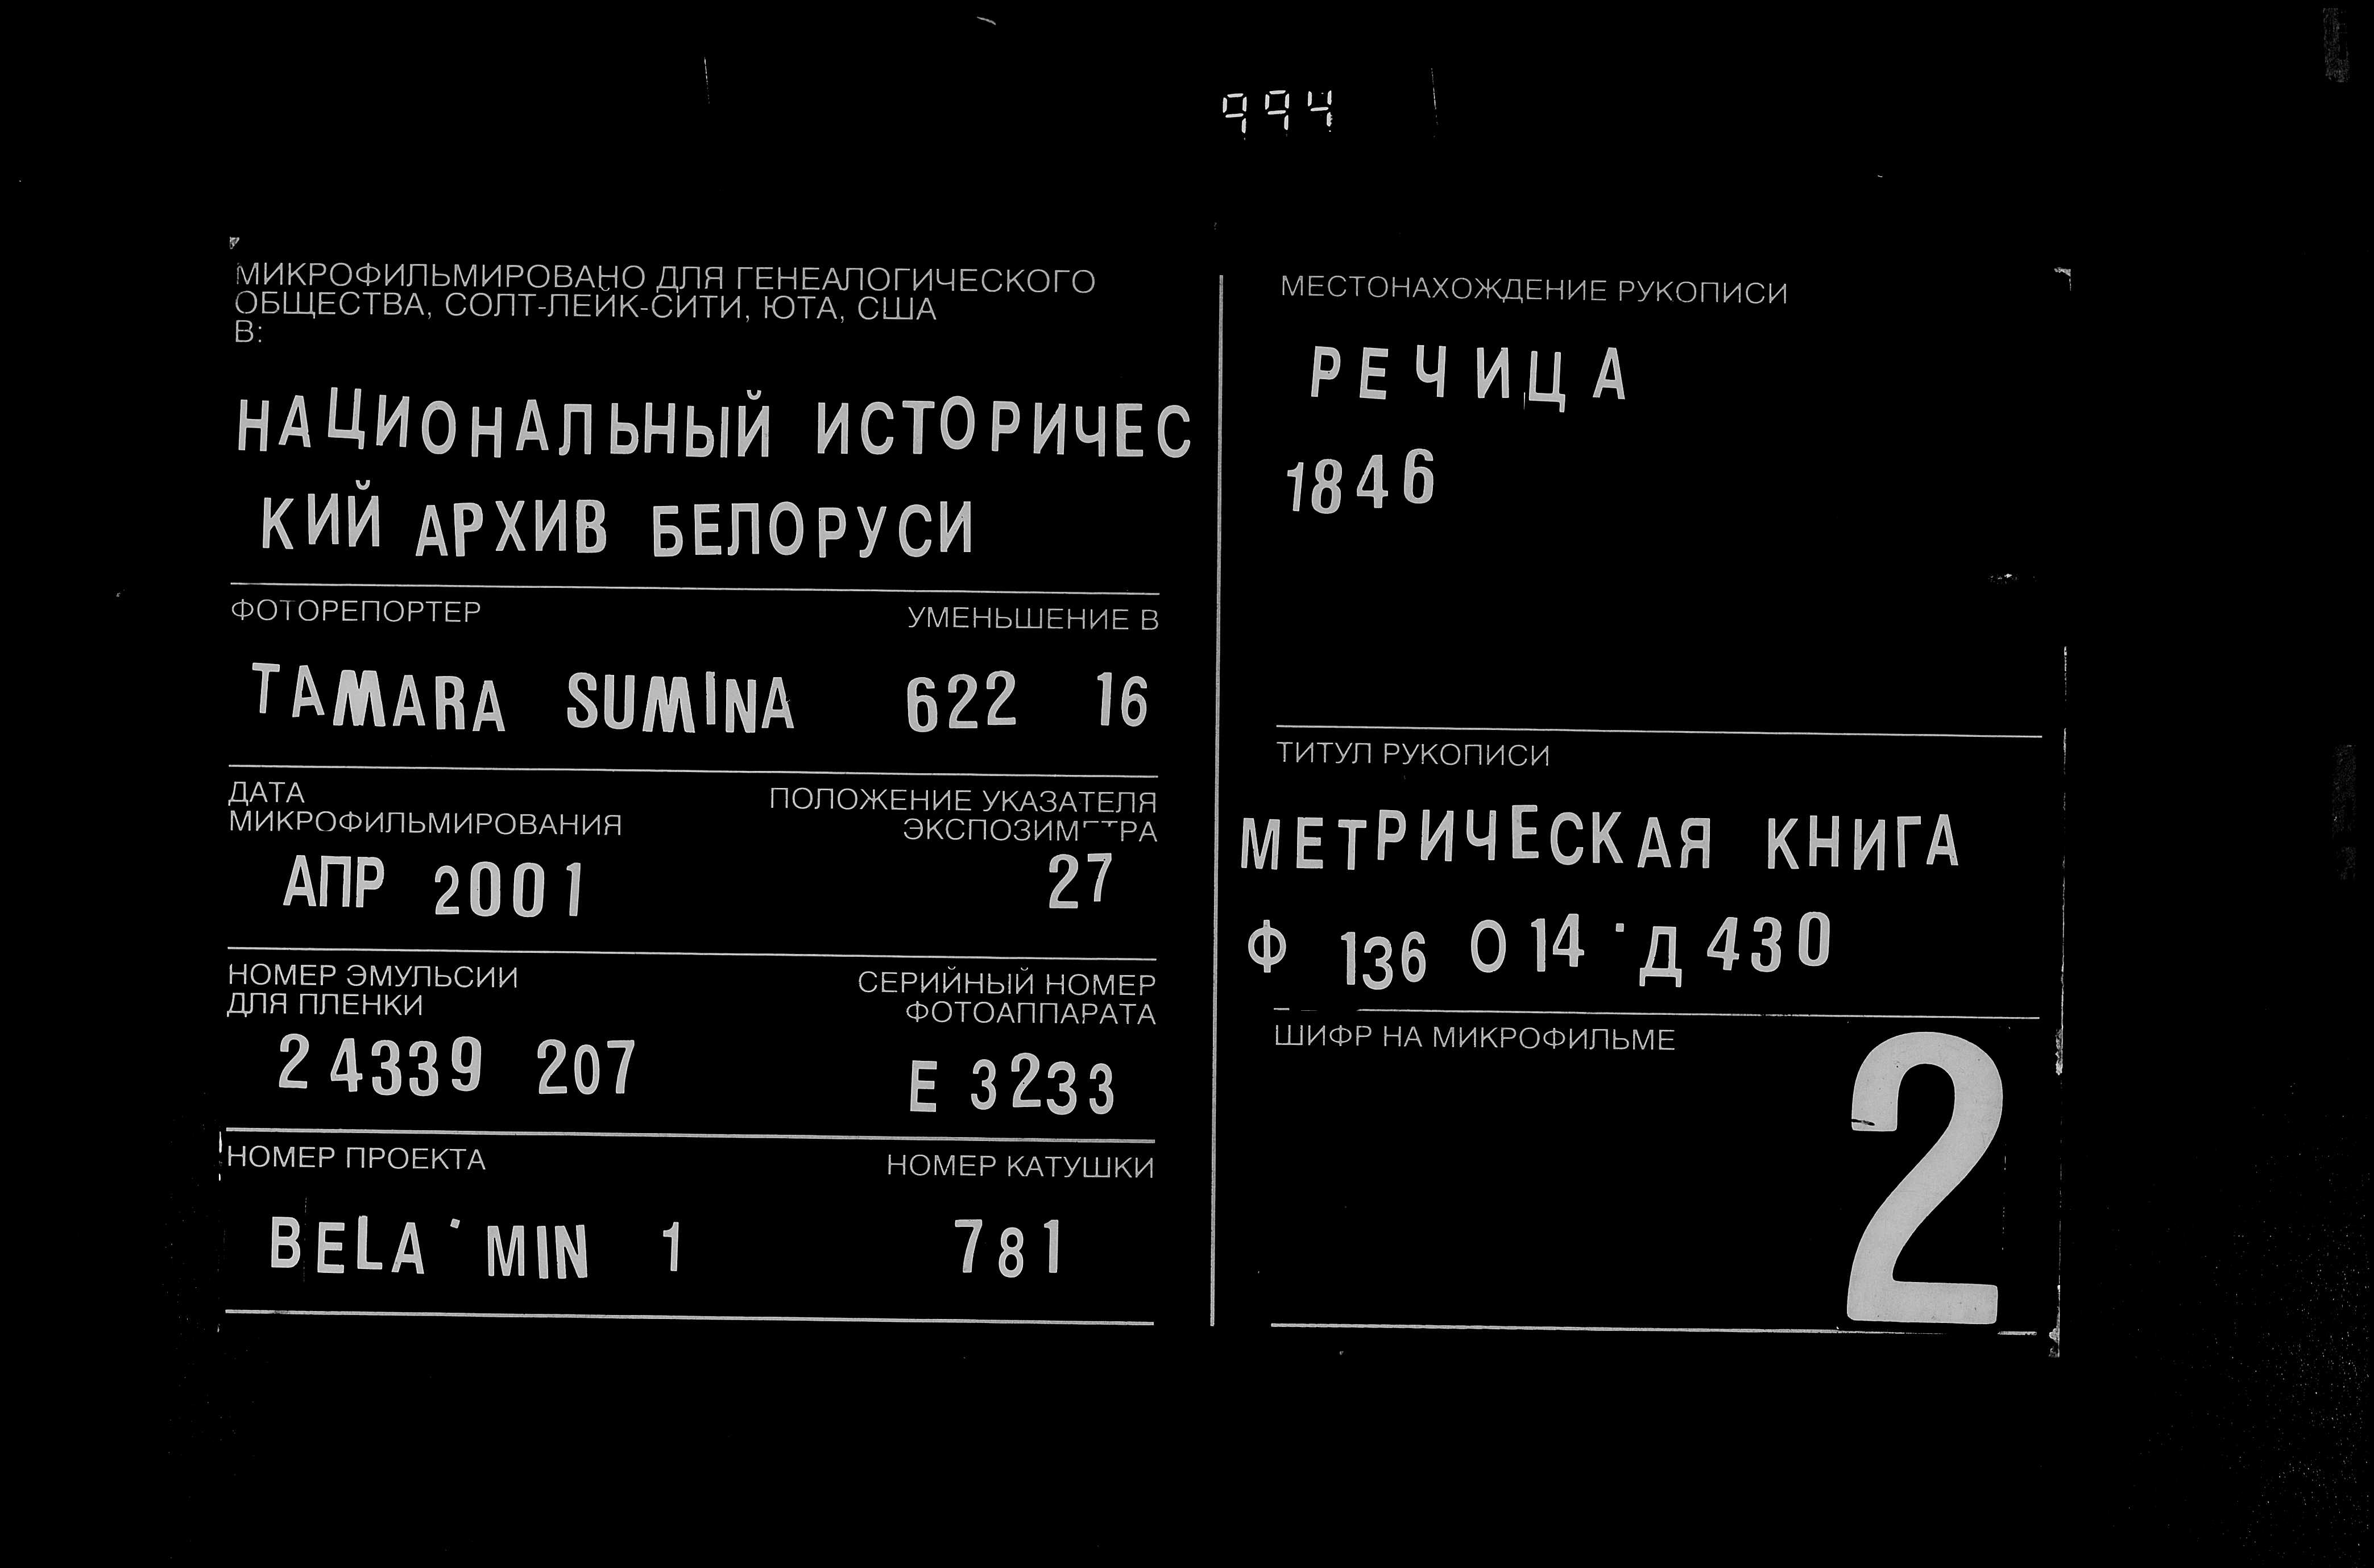 994
МИКРОФИЛЬМИРОВАНО ДЛЯ ГЕНЕАЛОГИЧЕСКОГО
ОБЩЕСТВА, СОЛТ-ЛЕЙК-СИТИ, ЮТА, США
В:
НАЦИОНАЛЬНЫЙ ИСТОРИЧЕС
КИЙ АРХИВ БЕЛОРУСИ
ФОТОРЕПОРТЕР УМЕНЬШЕНИЕ В
TAMARA SUMINA 622 16
ДАТА ПОЛОЖЕНИЕ УКАЗАТЕЛЯ
МИКРОФИЛЬМИРОВАНИЯ ЭКСПОЗИМЕТРА
АПР 2001 27
НОМЕР ЭМУЛЬСИИ СЕРИЙНЫЙ НОМЕР
ДЛЯ ПЛЕНКИ ФОТОАППАРАТА
24339 207 E 3233
НОМЕР ПРОЕКТА НОМЕР КАТУШКИ
BELA ˙ MIN 1 781
МЕСТОНАХОЖДЕНИЕ РУКОПИСИ
РЕЧИЦА
1846
ТИТУЛ РУКОПИСИ
МЕТРИЧЕСКАЯ КНИГА
Ф 136 О 14 ˙ Д 430
ШИФР НА МИКРОФИЛЬМЕ
2